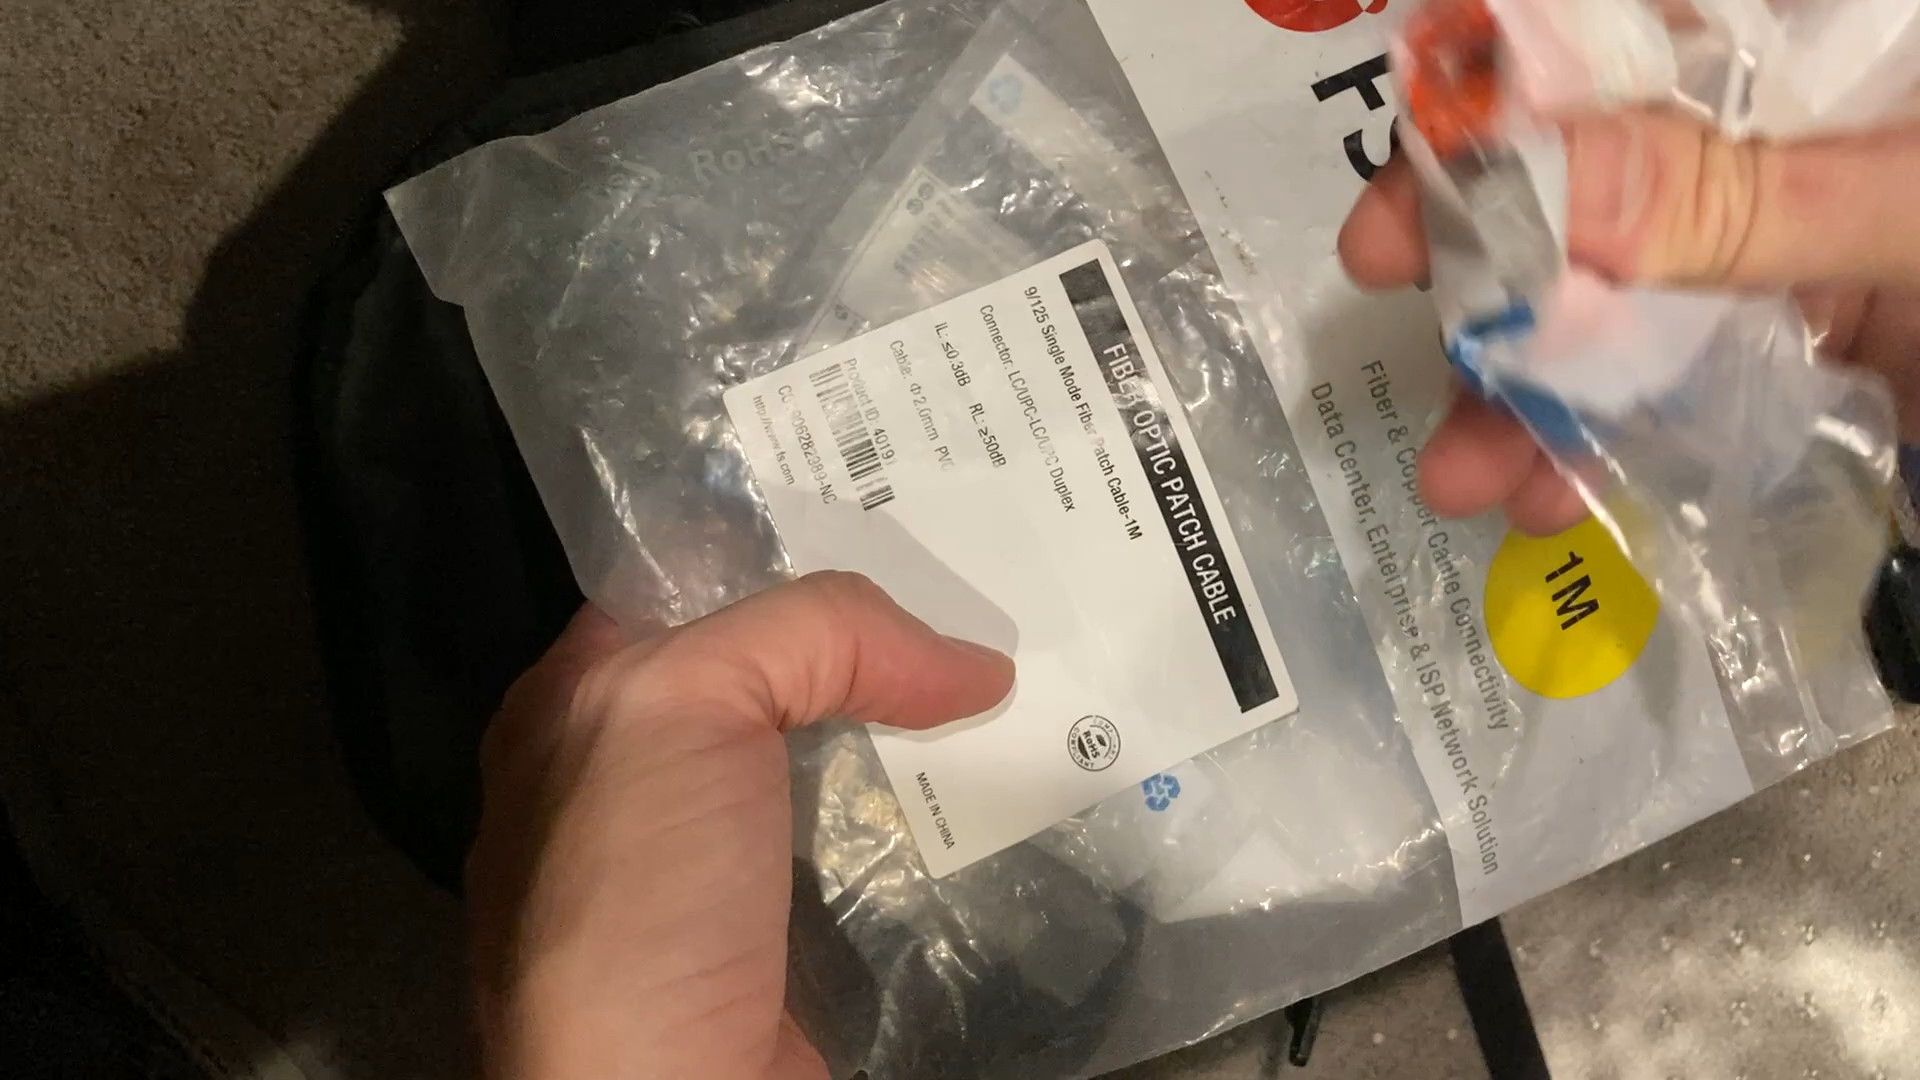 FIBER OPTIC PATCH CABLE
9/125 Single Mode Fiber Patch Cable-1M
Connector: LC/UPC-LC/UPC Duplex
IL: ≤0.3dB RL: ≥50dB
Cable: Φ2.0mm PVC
Product ID: 40191
http://www.fs.com
COMPLIANT
RoHS
MADE IN CHINA
RoHS
FS
Fiber & Copper Cable Connectivity
Data Center, Enterprise & ISP Network Solution
1M